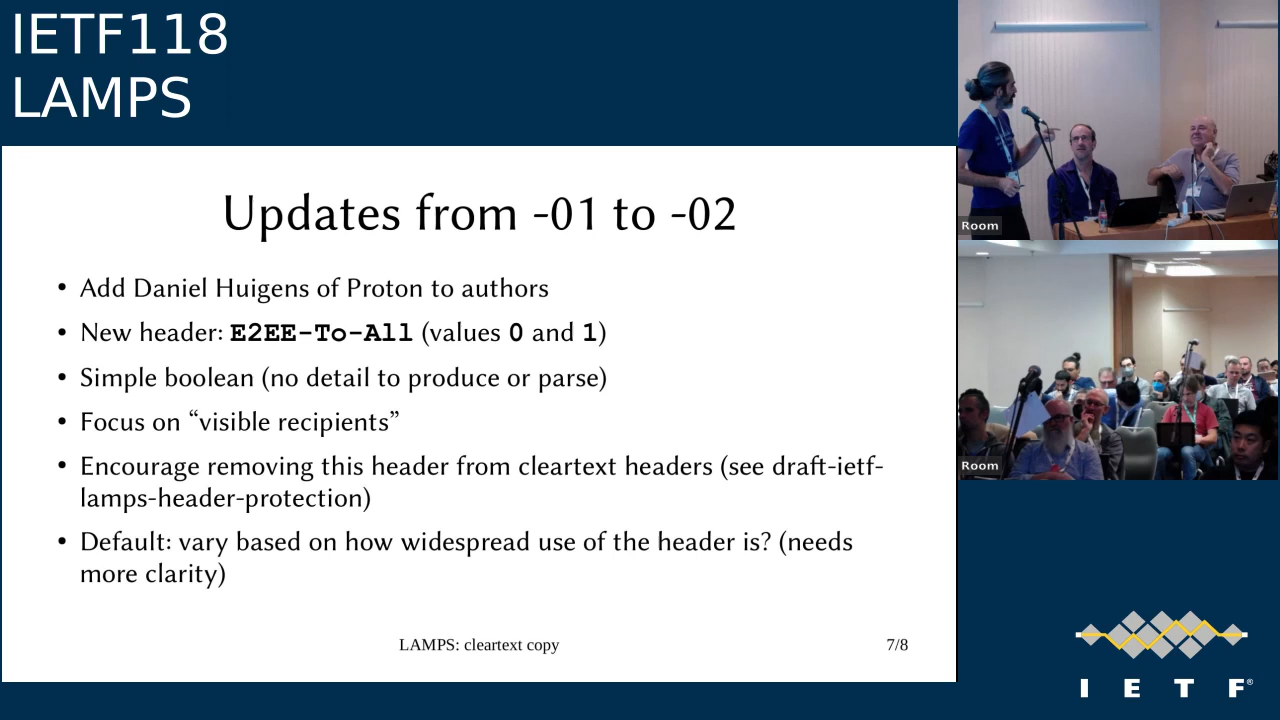 IETF118
LAMPS
Updates from -01 to -02
• Add Daniel Huigens of Proton to authors
• New header: E2EE-To-All (values 0 and 1)
• Simple boolean (no detail to produce or parse)
• Focus on “visible recipients”
• Encourage removing this header from cleartext headers (see draft-ietf-
lamps-header-protection)
• Default: vary based on how widespread use of the header is? (needs
more clarity)
LAMPS: cleartext copy
7/8
Room
Room
I E T F®